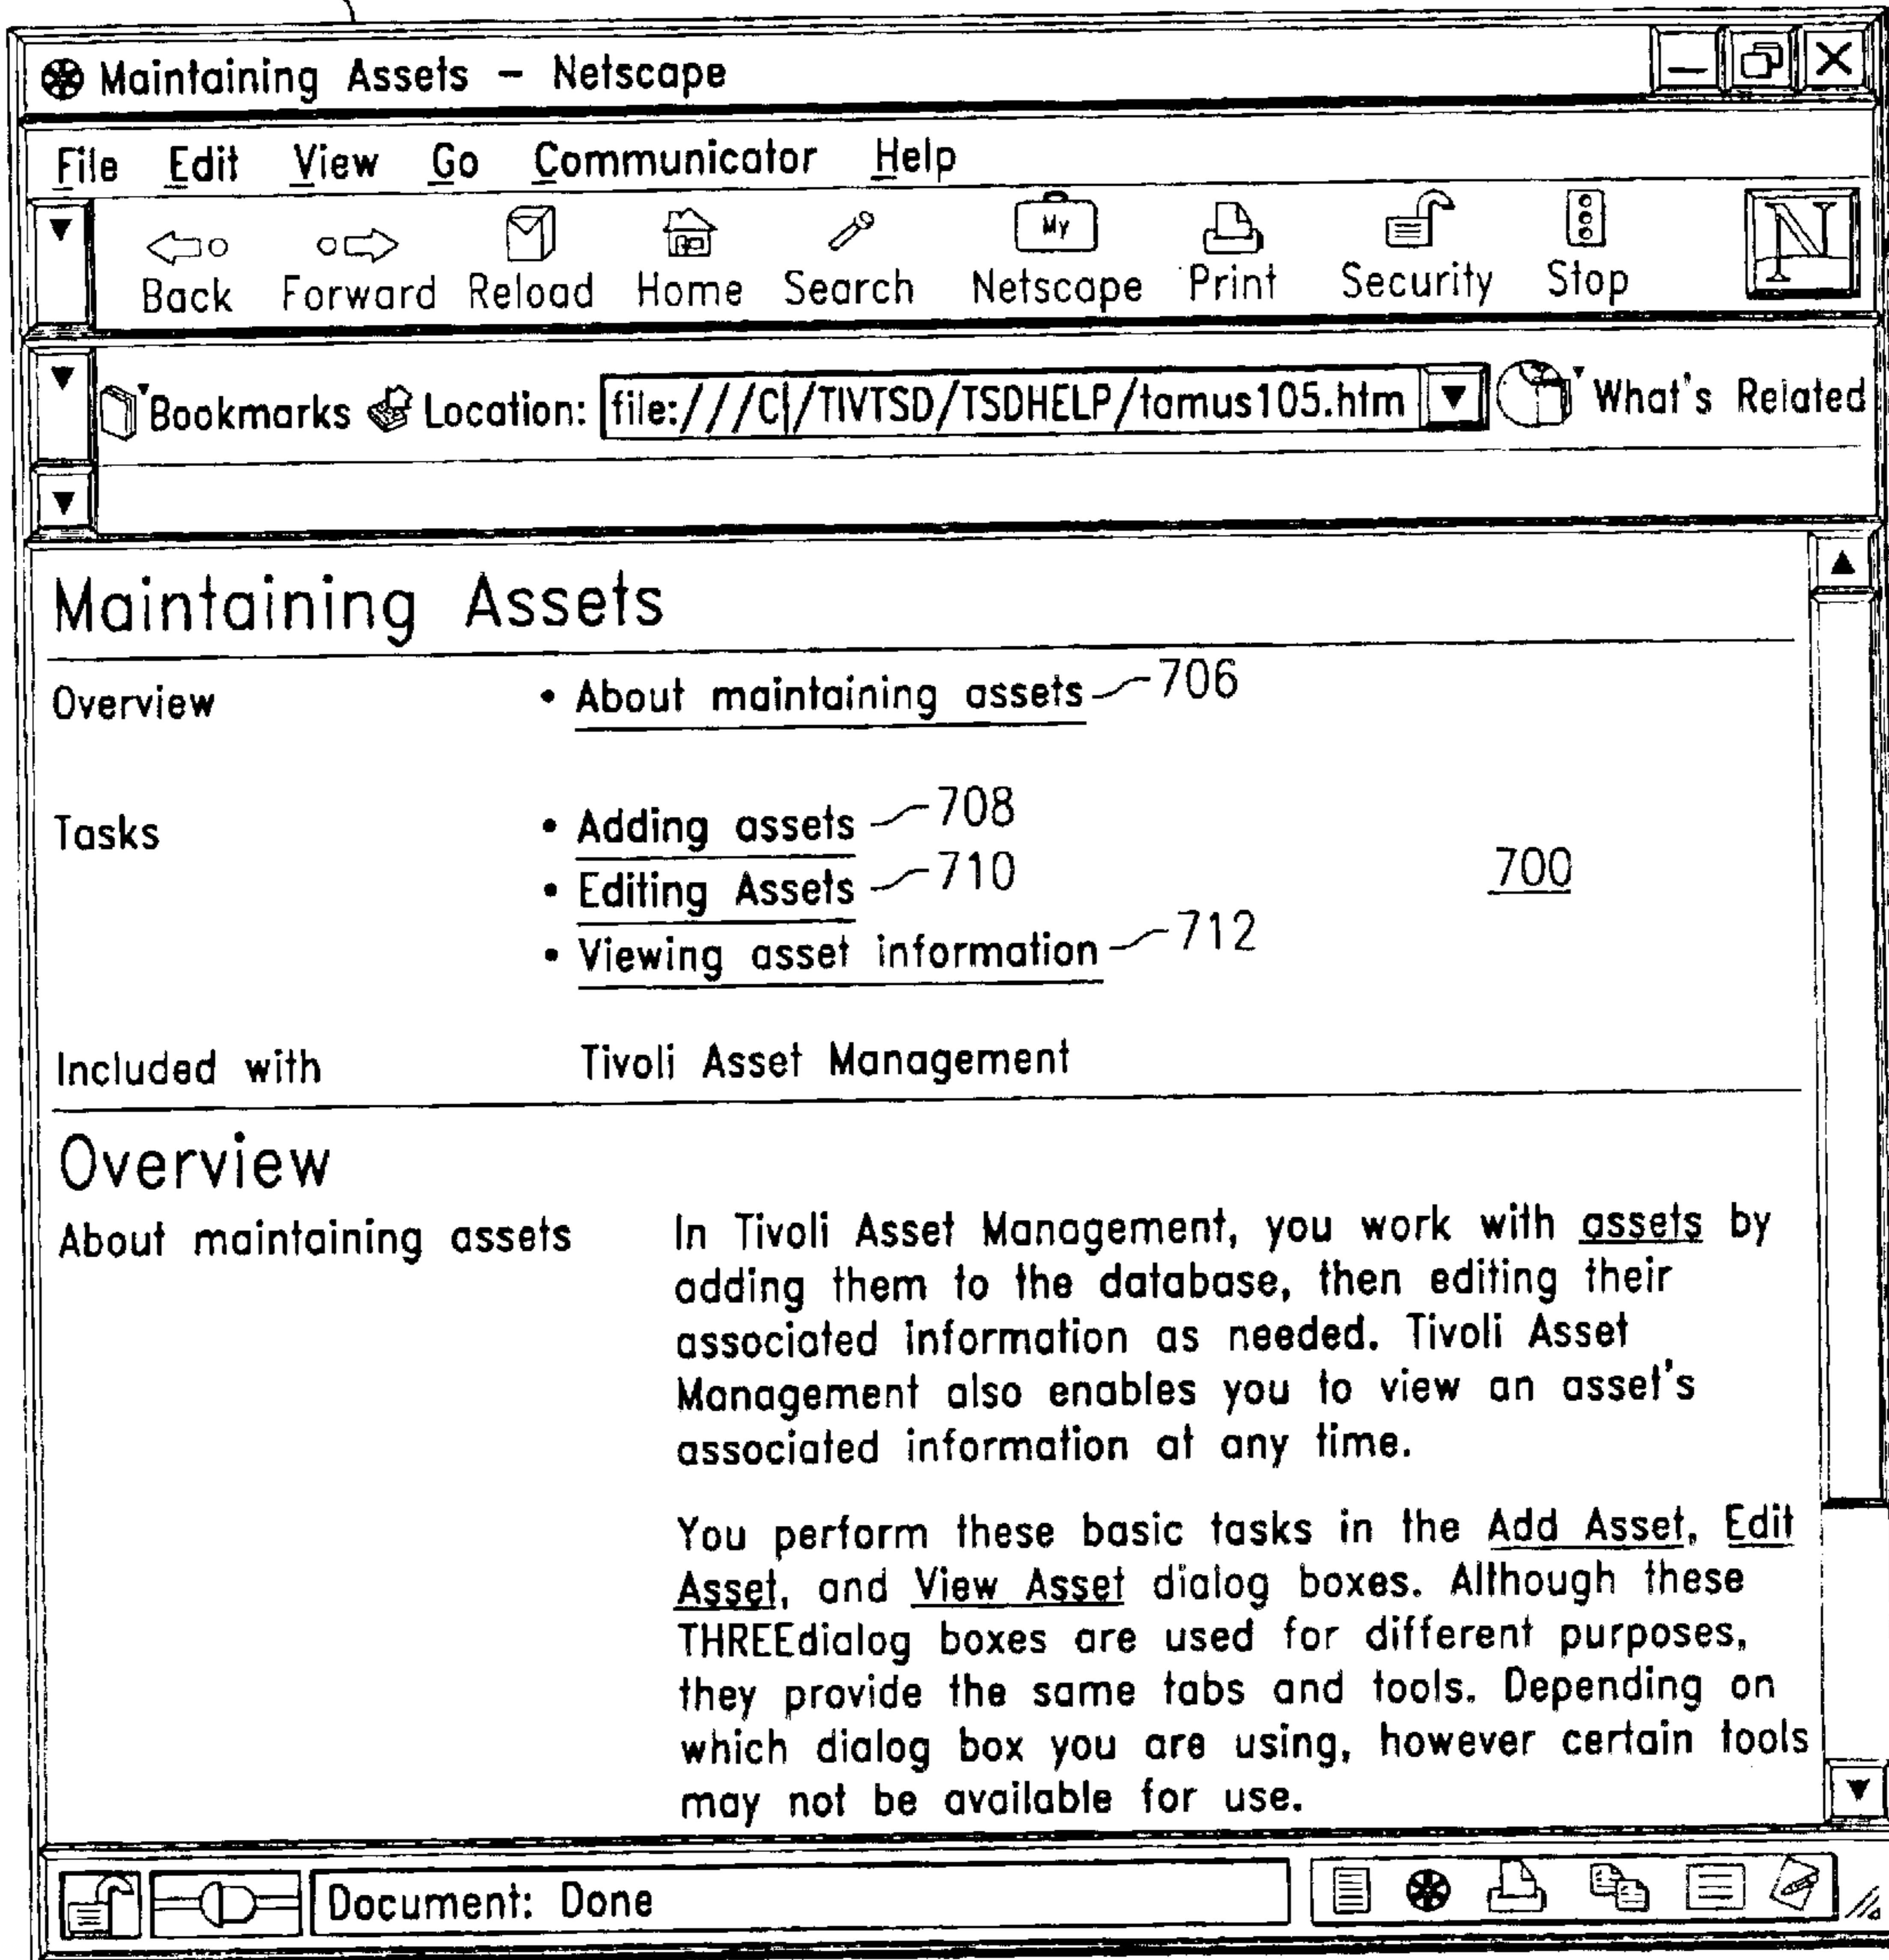 Maintaining Assets - Netscape
File Edit View Go Communicator Help
My
N
Back Forward Reload Home Search Netscape Print Security Stop
Bookmarks Location: file:///C|/TIVTSD/TSDHELP/tamus105.htm What's Related
Maintaining Assets
Overview • About maintaining assets 706
Tasks • Adding assets 708
• Editing Assets 710
700
• Viewing asset information 712
Included with Tivoli Asset Management
Overview
About maintaining assets In Tivoli Asset Management, you work with assets by
adding them to the database, then editing their
associated information as needed. Tivoli Asset
Management also enables you to view an asset's
associated information at any time.
You perform these basic tasks in the Add Asset, Edit
Asset, and View Asset dialog boxes. Although these
THREEdialog boxes are used for different purposes,
they provide the same tabs and tools. Depending on
which dialog box you are using, however certain tools
may not be available for use.
Document: Done